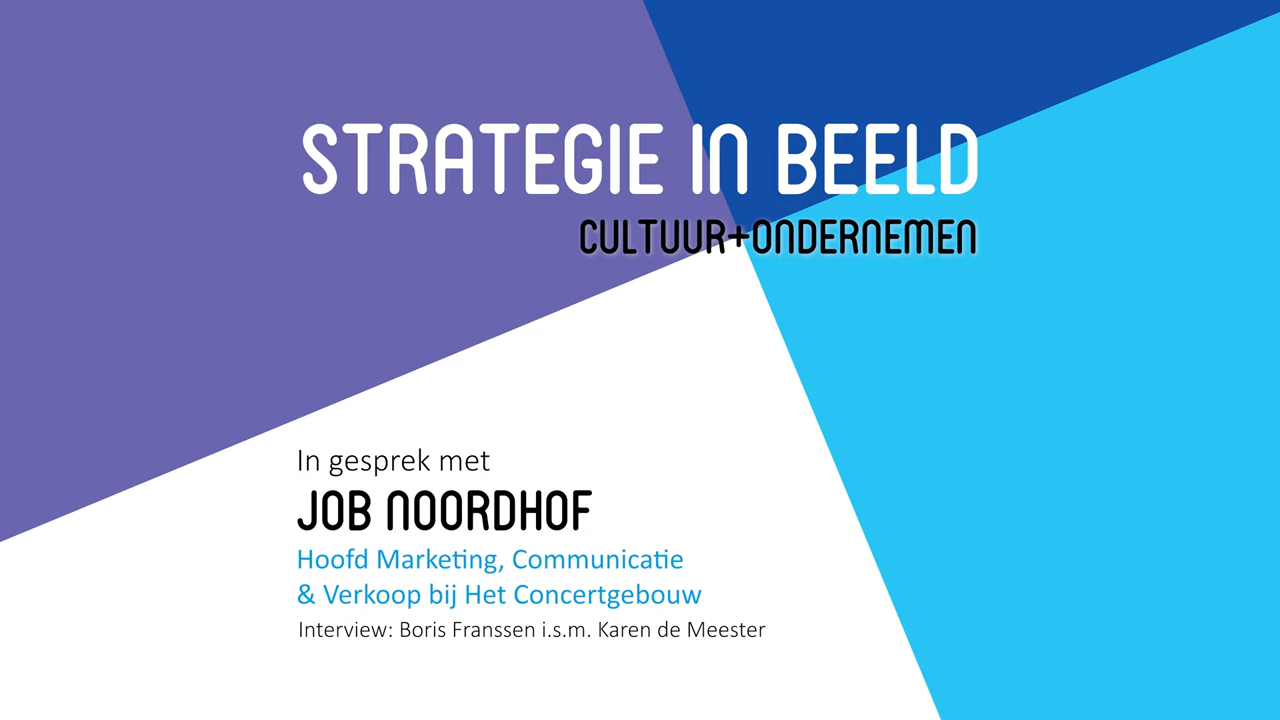 STRATEGIE IN BEELD
CULTUUR+ONDERNEMEN
In gesprek met
JOB NOORDHOF
Hoofd Marketing, Communicatie
& Verkoop bij Het Concertgebouw
Interview: Boris Franssen i.s.m. Karen de Meester